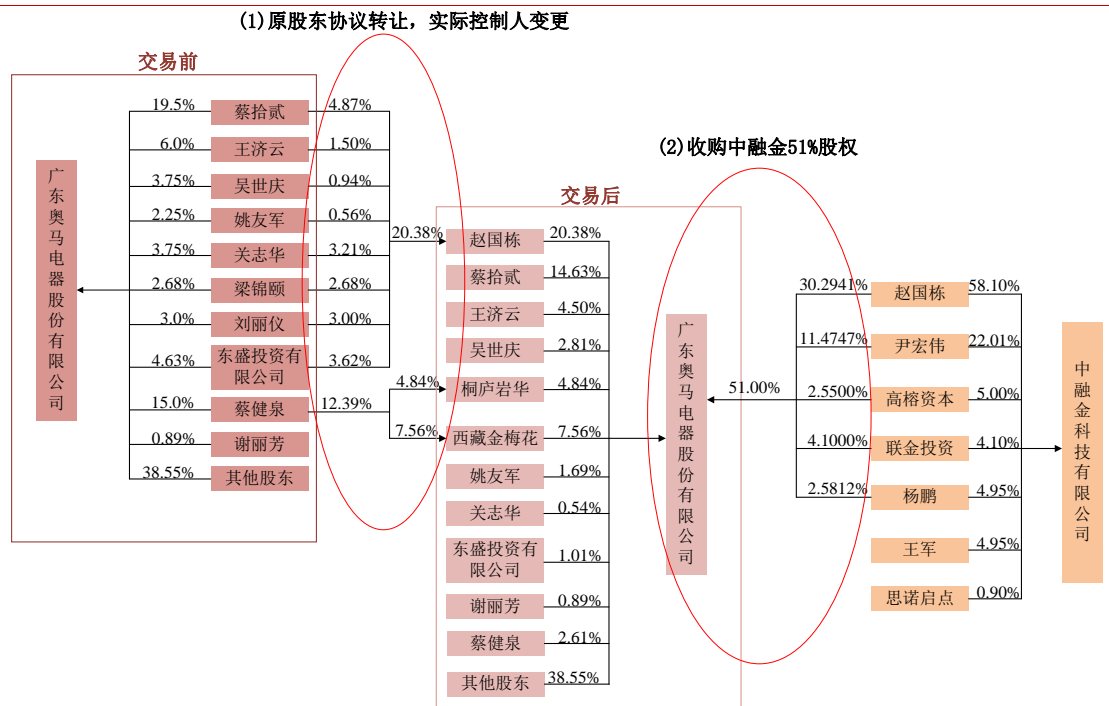 (1)原股东协议转让，实际控制人变更
交易前
广东奥马电器股份有限公司
19.5% 蔡拾贰 4.87%
6.0% 王济云 1.50%
3.75% 吴世庆 0.94%
2.25% 姚友军 0.56%
3.75% 关志华 3.21%
2.68% 梁锦颐 2.68%
3.0% 刘丽仪 3.00%
4.63% 东盛投资有 3.62%
限公司
15.0% 蔡健泉 12.39%
0.89% 谢丽芳
38.55% 其他股东
20.38%
4.84%
7.56%
交易后
赵国栋 20.38%
蔡拾贰 14.63%
王济云 4.50%
吴世庆 2.81%
桐庐岩华 4.84%
西藏金梅花 7.56%
姚友军 1.69%
关志华 0.54%
东盛投资有 1.01%
限公司
谢丽芳 0.89%
蔡健泉 2.61%
其他股东 38.55%
广东奥马电器股份有限公司
(2)收购中融金51%股权
51.00%
30.2941% 赵国栋 58.10%
11.4747% 尹宏伟 22.01%
2.5500% 高榕资本 5.00%
4.1000% 联金投资 4.10%
2.5812% 杨鹏 4.95%
王军 4.95%
思诺启点 0.90%
中融金科技有限公司